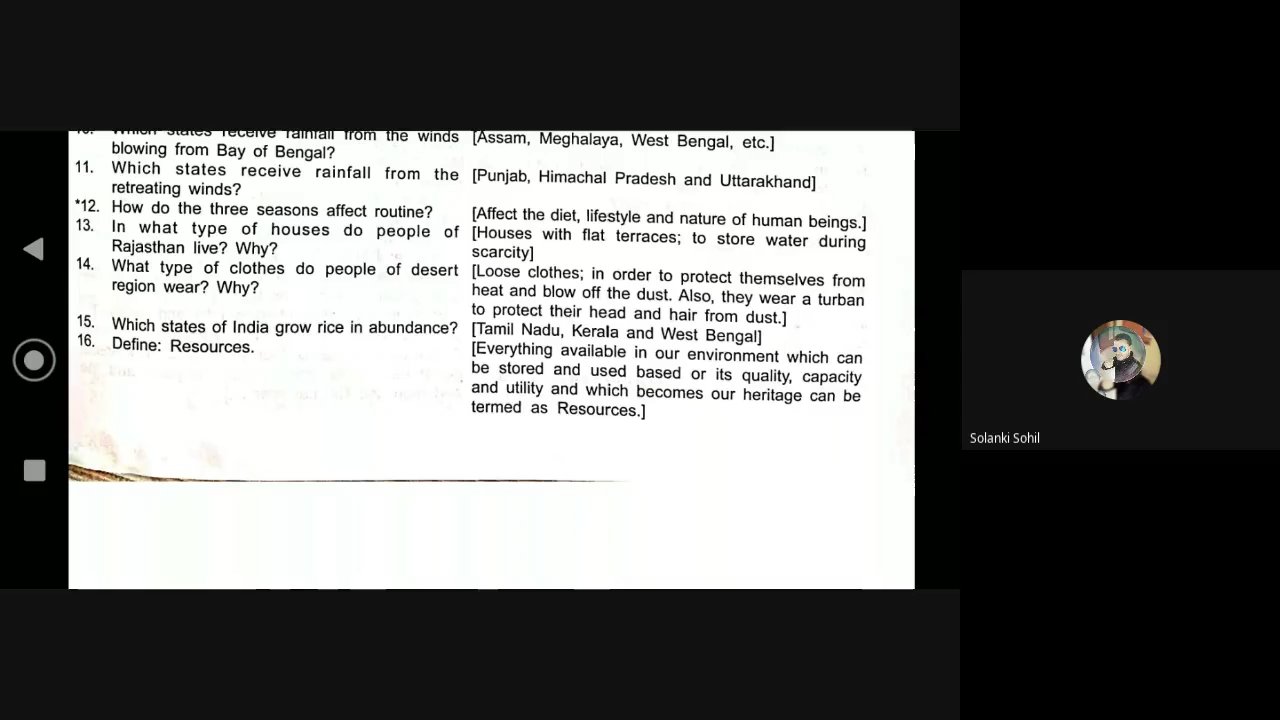 Which states receive rainfall from the winds [Assam, Meghalaya, West Bengal, etc.]
blowing from Bay of Bengal?
11. Which states receive rainfall from the [Punjab, Himachal Pradesh and Uttarakhand]
retreating winds?
*12. How do the three seasons affect routine? [Affect the diet, lifestyle and nature of human beings.]
13. In what type of houses do people of [Houses with flat terraces; to store water during
Rajasthan live? Why? scarcity]
14. What type of clothes do people of desert [Loose clothes; in order to protect themselves from
region wear? Why? heat and blow off the dust. Also, they wear a turban
to protect their head and hair from dust.]
15. Which states of India grow rice in abundance? [Tamil Nadu, Kerala and West Bengal]
16. Define: Resources. [Everything available in our environment which can
be stored and used based or its quality, capacity
and utility and which becomes our heritage can be
termed as Resources.]
Solanki Sohil